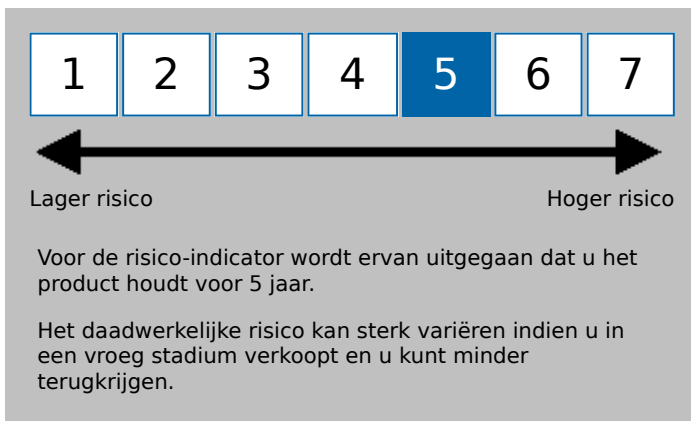 1 2 3 4 5 6 7
Lager risico Hoger risico
Voor de risico-indicator wordt ervan uitgegaan dat u het
product houdt voor 5 jaar.
Het daadwerkelijke risico kan sterk variëren indien u in
een vroeg stadium verkoopt en u kunt minder
terugkrijgen.